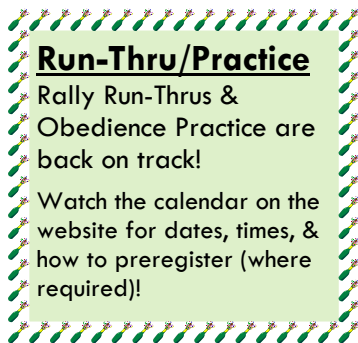 Run-Thru/Practice
Rally Run-Thrus &
Obedience Practice are
back on track!
Watch the calendar on the
website for dates, times, &
how to preregister (where
required)!